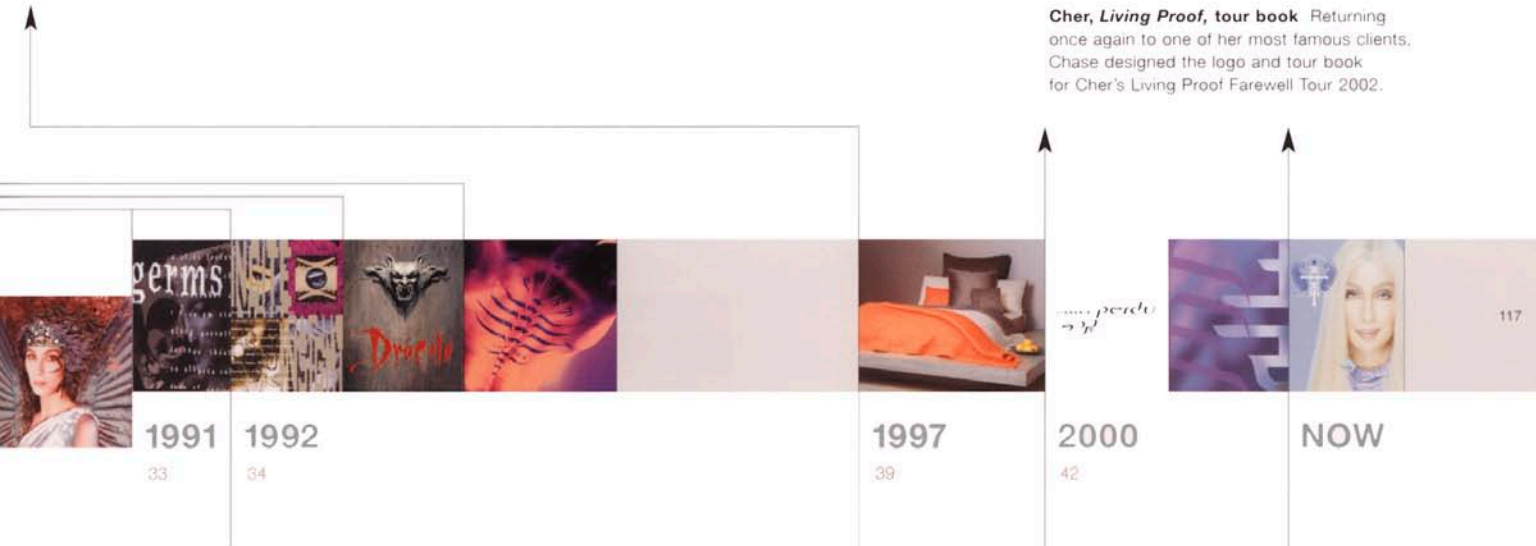 Cher, Living Proof, tour book Returning
once again to one of her most famous clients,
Chase designed the logo and tour book
for Cher's Living Proof Farewell Tour 2002.
germs
Dracula
117
1991
33
1992
34
1997
39
2000
42
NOW